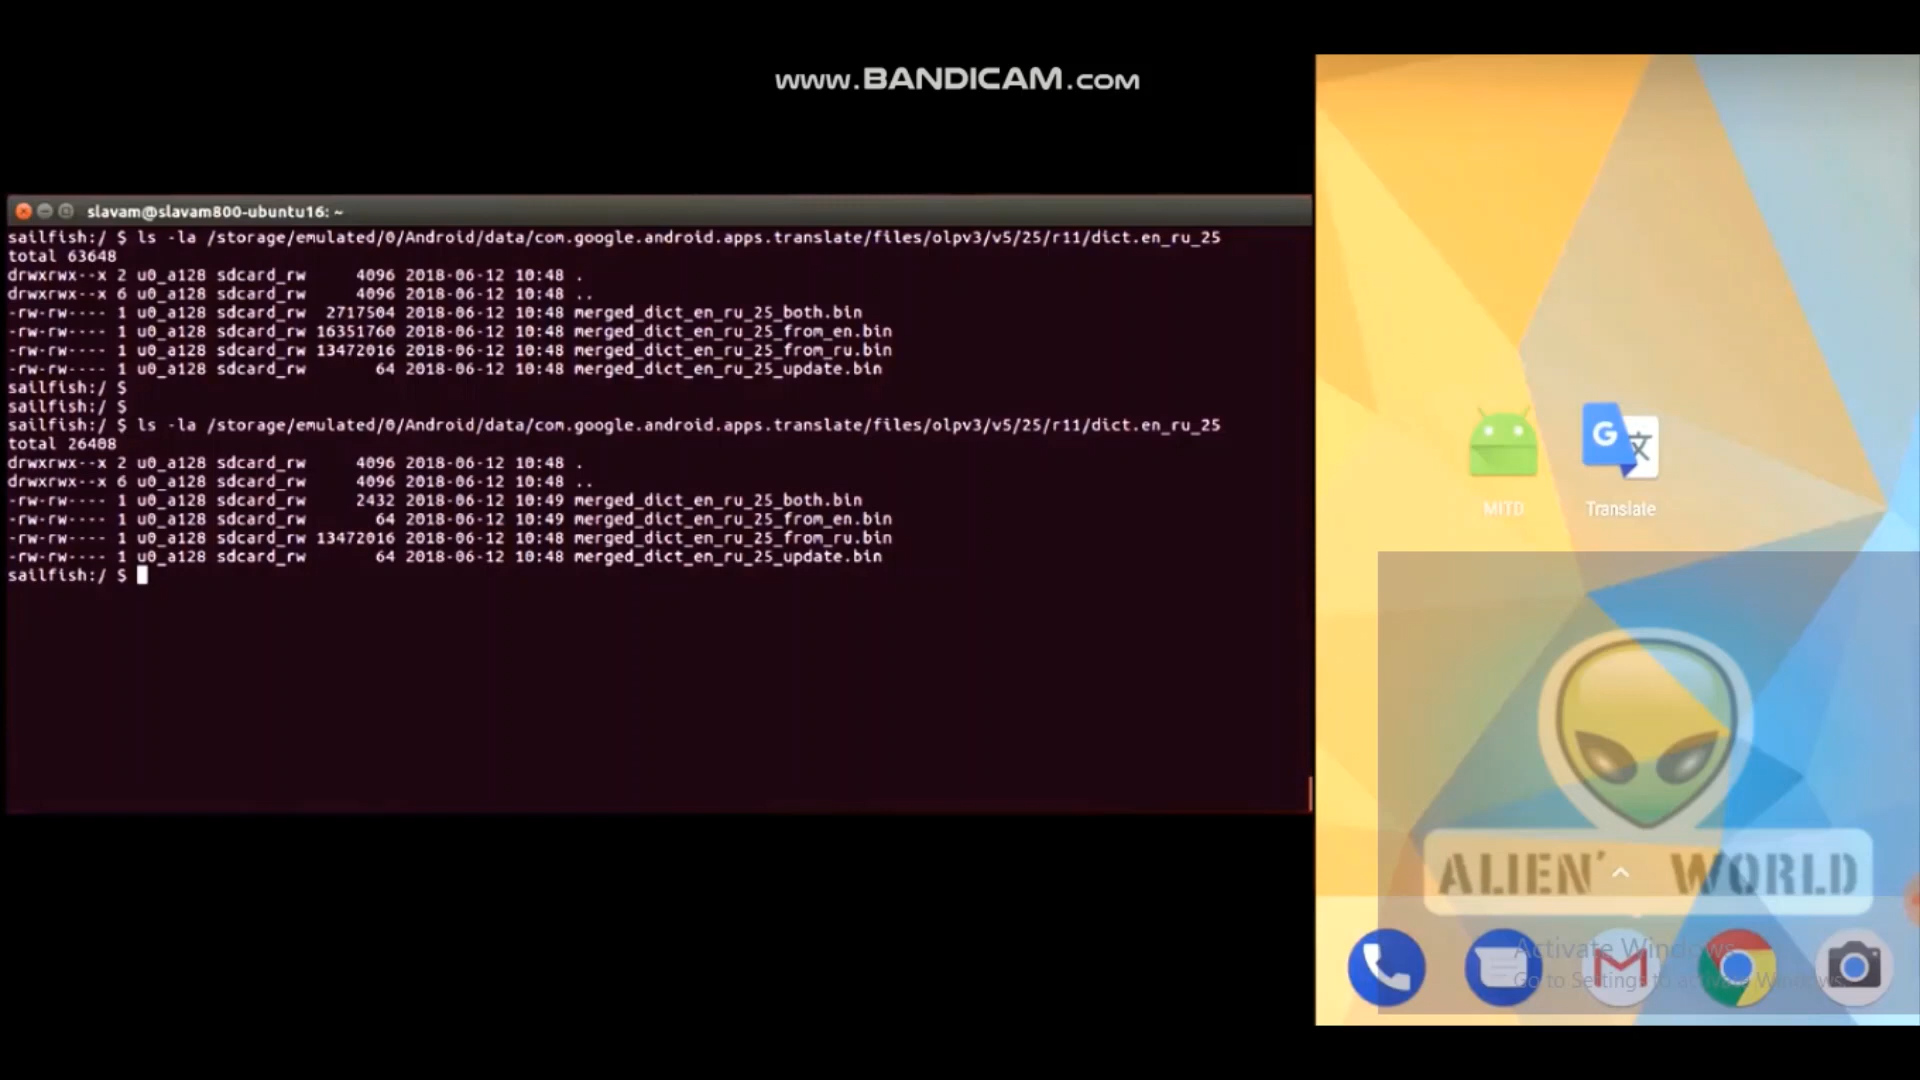 www.BANDICAM.com
slavam@slavam800-ubuntu16: ~
sailfish:/ $ ls -la /storage/emulated/0/Android/data/com.google.android.apps.translate/files/olpv3/v5/25/r11/dict.en_ru_25
total 63648
drwxrwx--x 2 u0_a128 sdcard_rw     4096 2018-06-12 10:48 .
drwxrwx--x 6 u0_a128 sdcard_rw     4096 2018-06-12 10:48 ..
-rw-rw---- 1 u0_a128 sdcard_rw  2717504 2018-06-12 10:48 merged_dict_en_ru_25_both.bin
-rw-rw---- 1 u0_a128 sdcard_rw 16351760 2018-06-12 10:48 merged_dict_en_ru_25_from_en.bin
-rw-rw---- 1 u0_a128 sdcard_rw 13472016 2018-06-12 10:48 merged_dict_en_ru_25_from_ru.bin
-rw-rw---- 1 u0_a128 sdcard_rw       64 2018-06-12 10:48 merged_dict_en_ru_25_update.bin
sailfish:/ $
sailfish:/ $
sailfish:/ $ ls -la /storage/emulated/0/Android/data/com.google.android.apps.translate/files/olpv3/v5/25/r11/dict.en_ru_25
total 26408
drwxrwx--x 2 u0_a128 sdcard_rw     4096 2018-06-12 10:48 .
drwxrwx--x 6 u0_a128 sdcard_rw     4096 2018-06-12 10:48 ..
-rw-rw---- 1 u0_a128 sdcard_rw     2432 2018-06-12 10:49 merged_dict_en_ru_25_both.bin
-rw-rw---- 1 u0_a128 sdcard_rw       64 2018-06-12 10:49 merged_dict_en_ru_25_from_en.bin
-rw-rw---- 1 u0_a128 sdcard_rw 13472016 2018-06-12 10:48 merged_dict_en_ru_25_from_ru.bin
-rw-rw---- 1 u0_a128 sdcard_rw       64 2018-06-12 10:48 merged_dict_en_ru_25_update.bin
sailfish:/ $
G 文
MITD
Translate
ALIEN' WORLD
Activate Windows
Go to Settings to activate Windows.